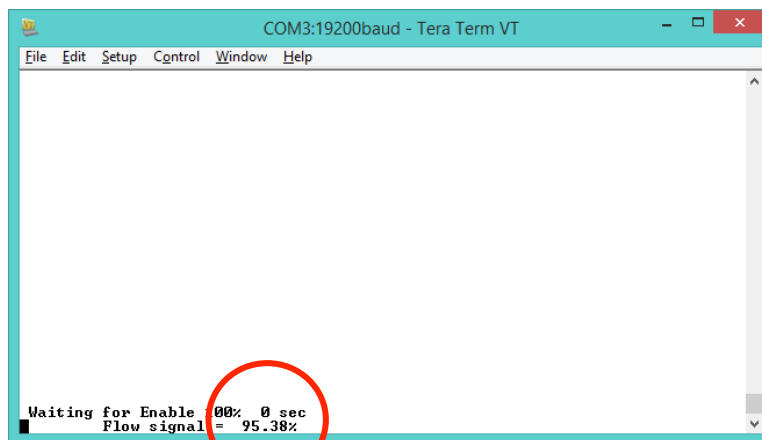 COM3:19200baud - Tera Term VT
File Edit Setup Control Window Help
Waiting for Enable 100% 0 sec
Flow signal = 95.38%